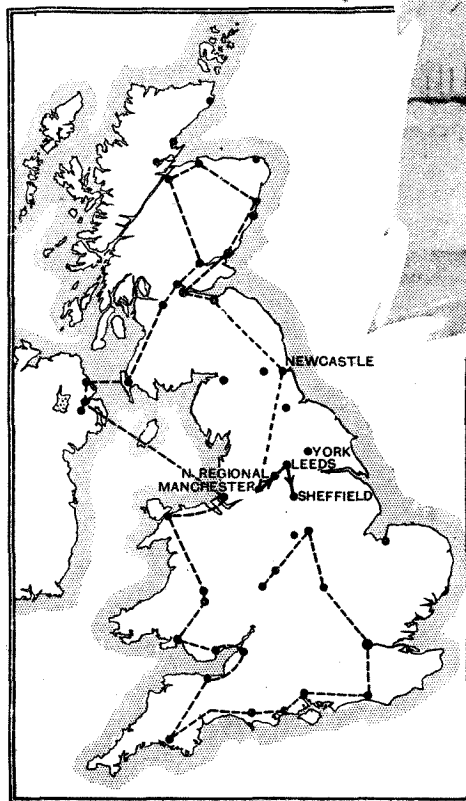 NEWCASTLE
YORK
N. REGIONAL
LEEDS
MANCHESTER
SHEFFIELD